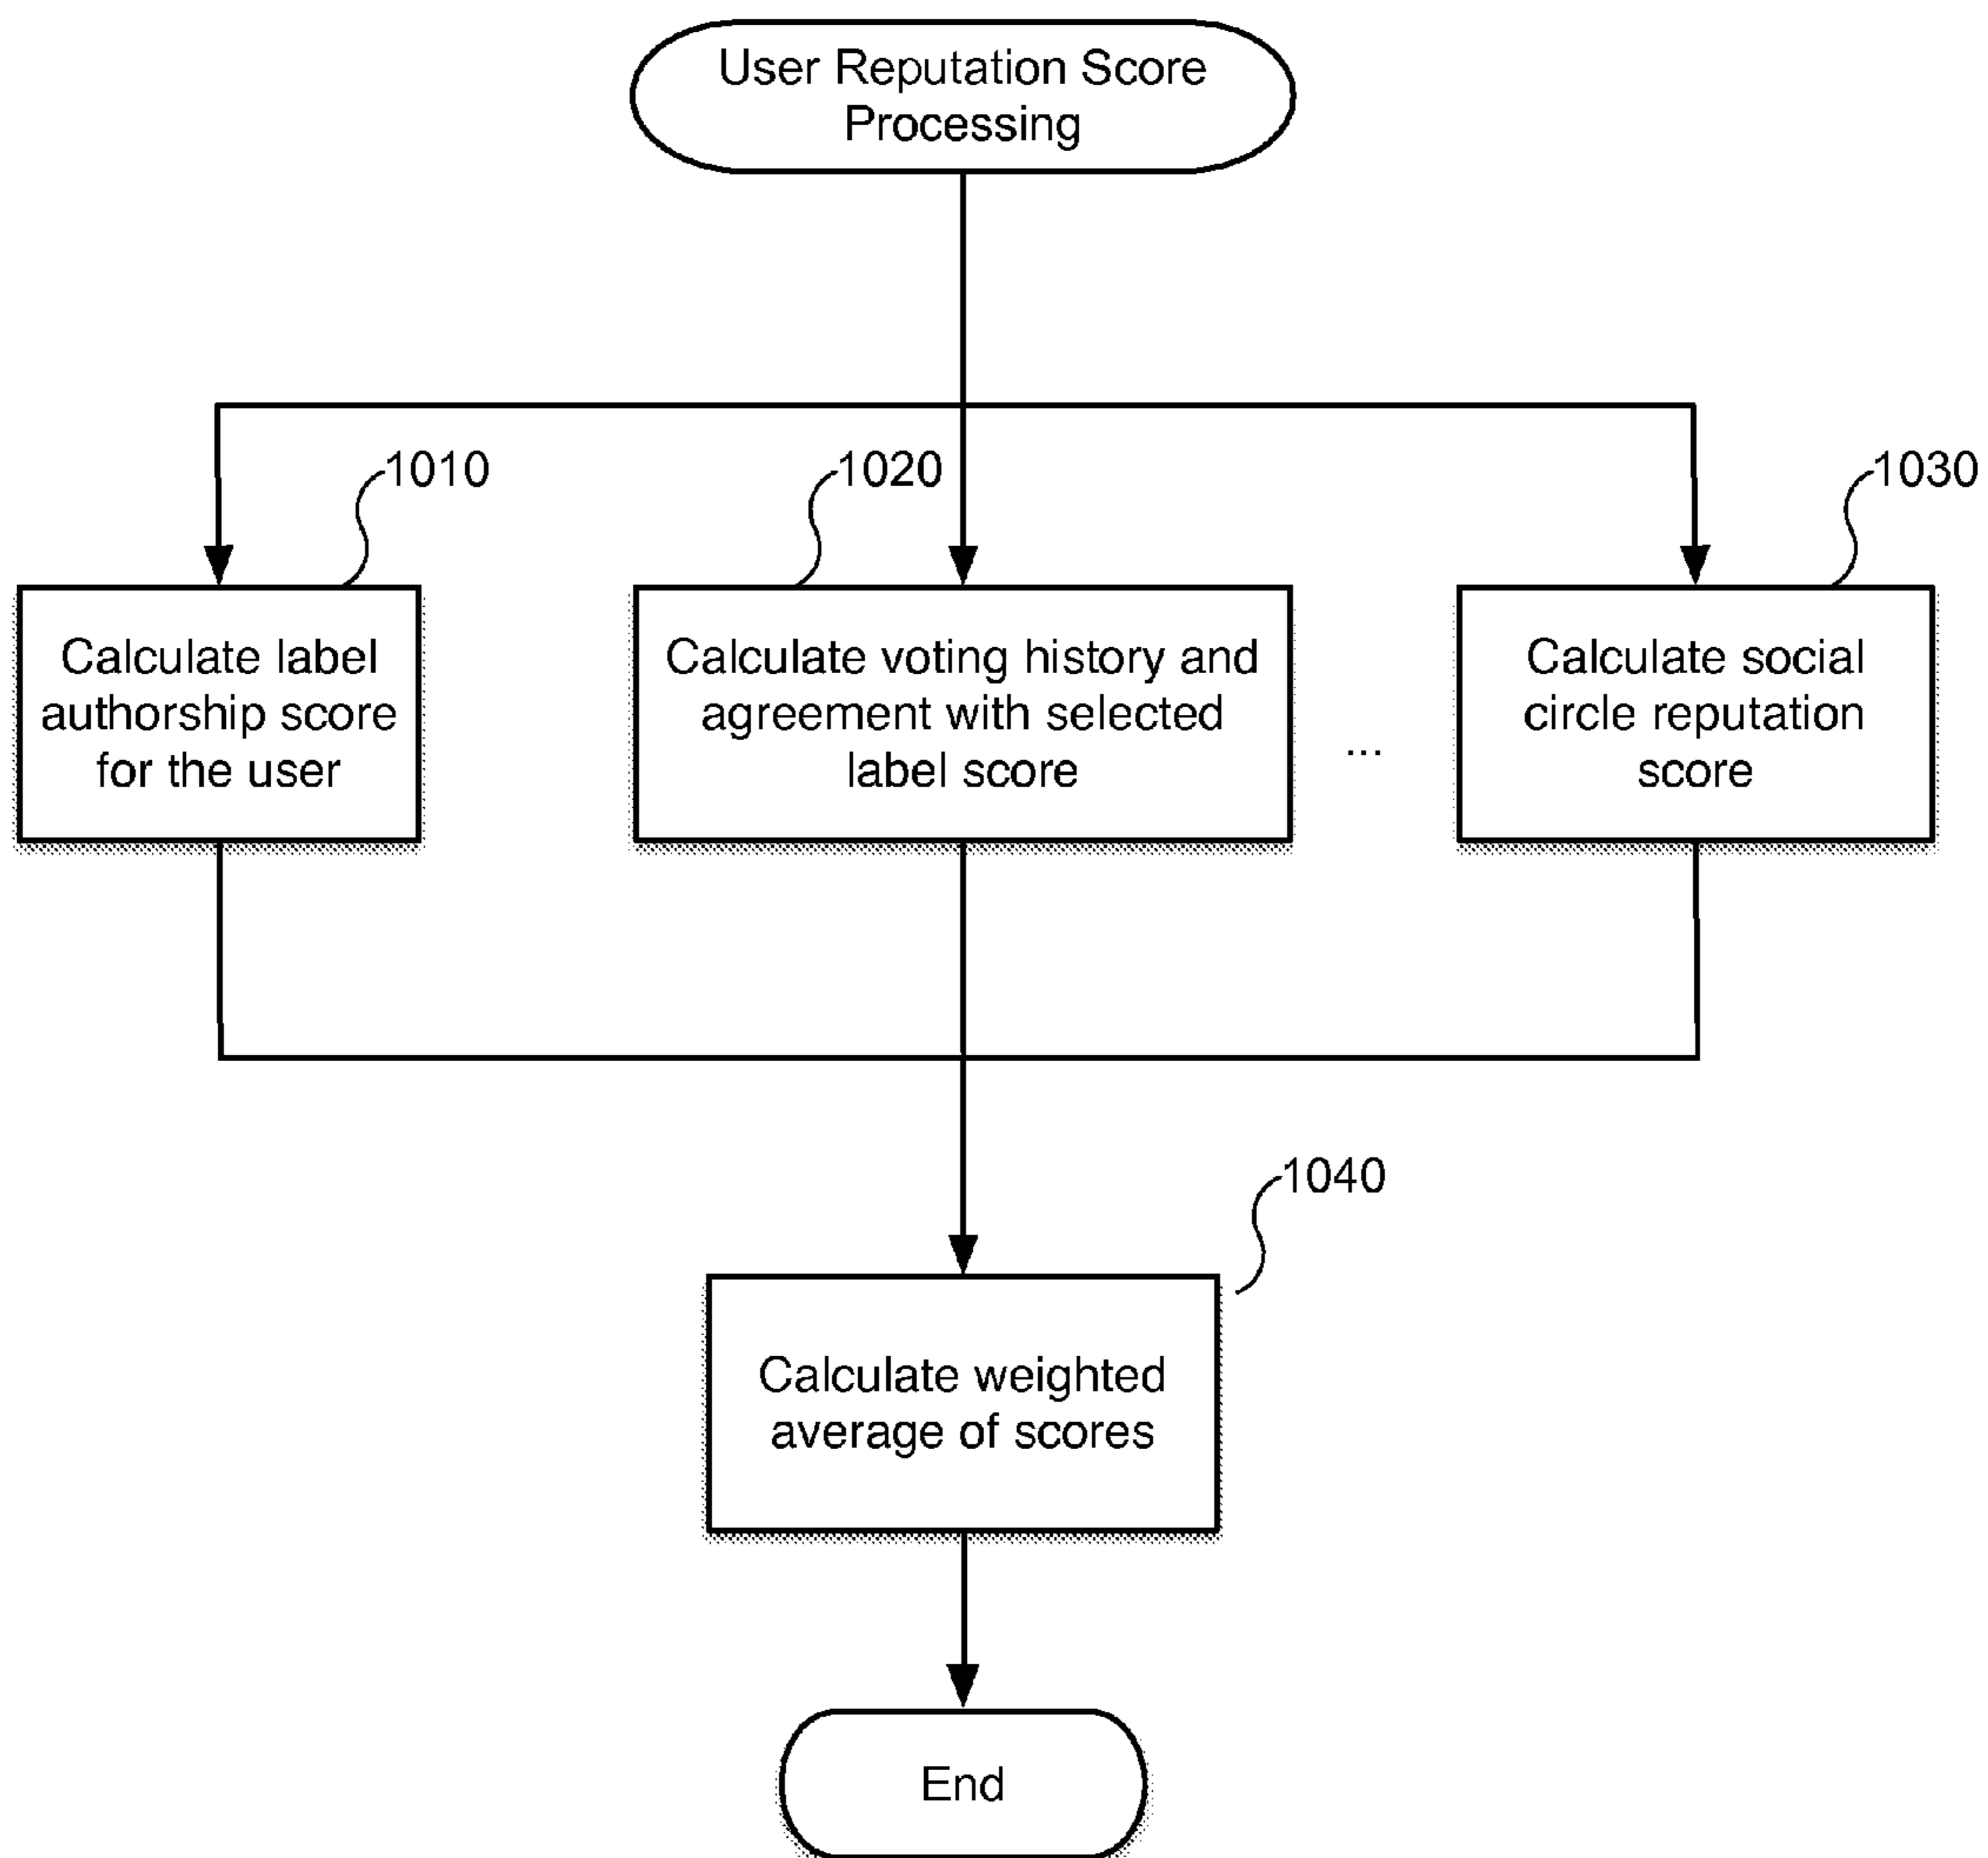 User Reputation Score
Processing
1010
1020
1030
Calculate label
authorship score
for the user
Calculate voting history and
agreement with selected
label score
...
Calculate social
circle reputation
score
1040
Calculate weighted
average of scores
End